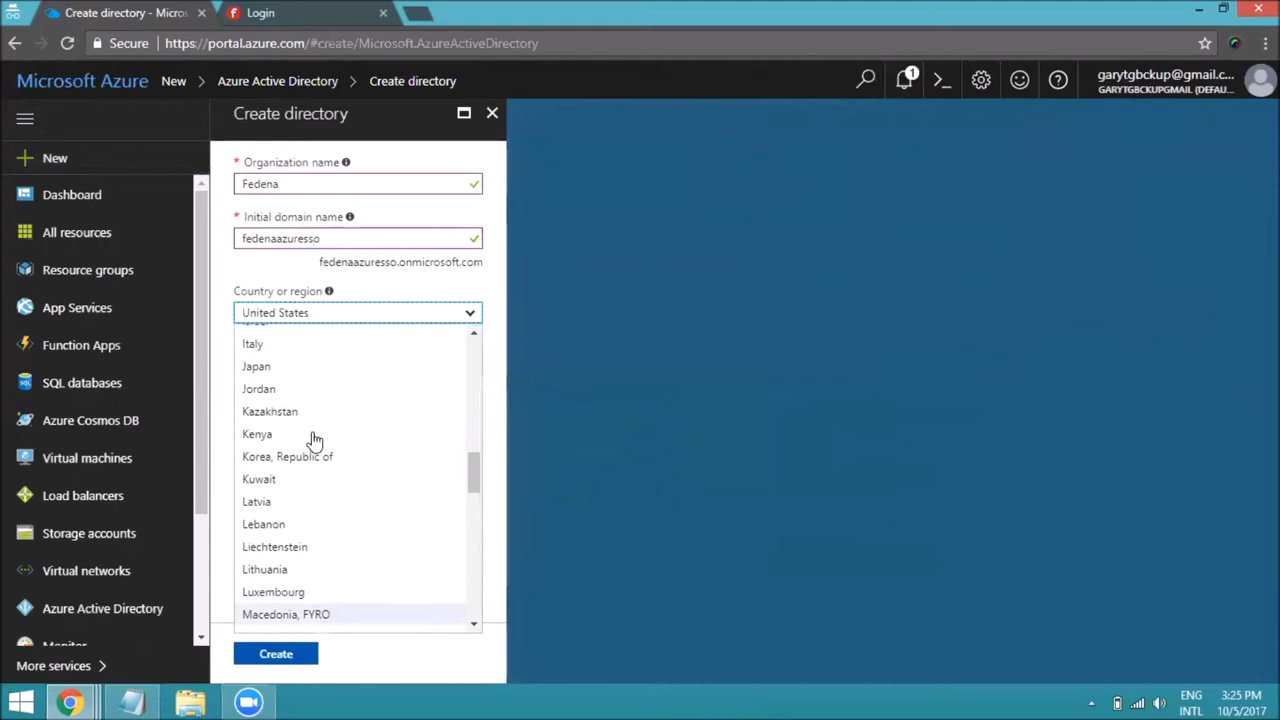 Create directory - Micros
Login
Secure https://portal.azure.com/#create/Microsoft.AzureActiveDirectory
Microsoft Azure New > Azure Active Directory > Create directory
1
garytgbckup@gmail.c...
GARYTGBCKUPGMAIL (DEFAU...
Create directory
New
Dashboard
All resources
Resource groups
App Services
Function Apps
SQL databases
Azure Cosmos DB
Virtual machines
Load balancers
Storage accounts
Virtual networks
Azure Active Directory
Monitor
More services >
* Organization name
Fedena
* Initial domain name
fedenaazuresso
fedenaazuresso.onmicrosoft.com
Country or region
United States
Italy
Japan
Jordan
Kazakhstan
Kenya
Korea, Republic of
Kuwait
Latvia
Lebanon
Liechtenstein
Lithuania
Luxembourg
Macedonia, FYRO
Create
ENG
INTL
3:25 PM
10/5/2017